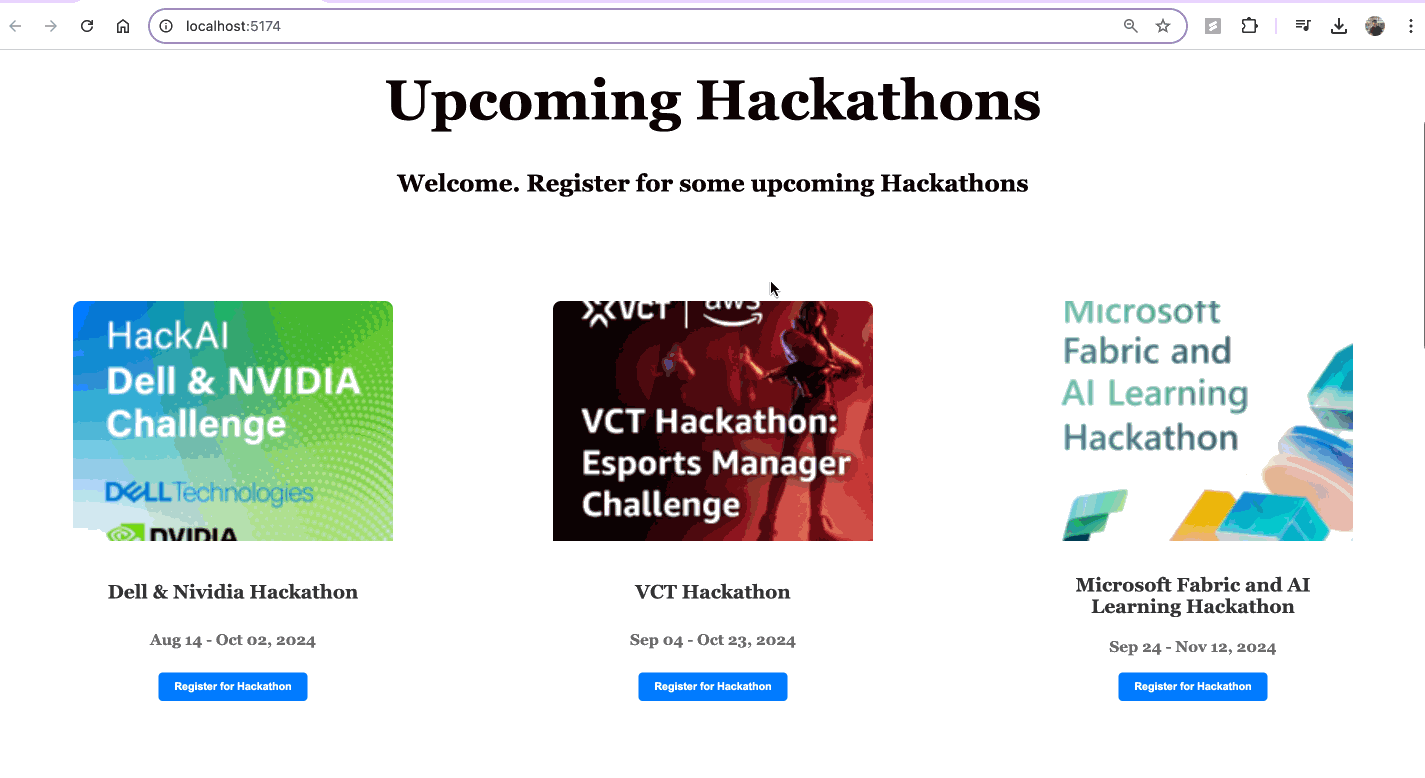 localhost:5174
Upcoming Hackathons
Welcome. Register for some upcoming Hackathons
HackAI
Dell & NVIDIA
Challenge
DELLTechnologies
NVIDIA
VCT | aws
VCT Hackathon:
Esports Manager
Challenge
Microsoft
Fabric and
AI Learning
Hackathon
Dell & Nividia Hackathon
Aug 14 - Oct 02, 2024
Register for Hackathon
VCT Hackathon
Sep 04 - Oct 23, 2024
Register for Hackathon
Microsoft Fabric and AI
Learning Hackathon
Sep 24 - Nov 12, 2024
Register for Hackathon